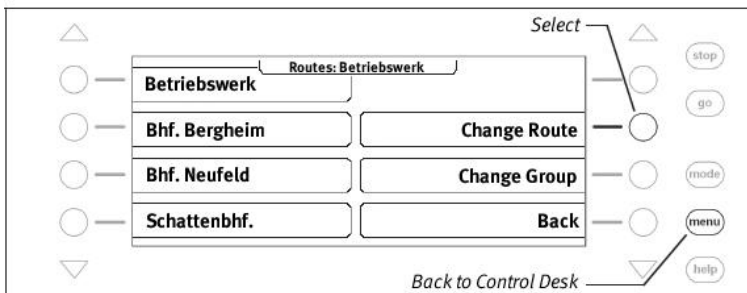 Select
stop
Routes: Betriebswerk
Betriebswerk
go
Bhf. Bergheim
Change Route
Bhf. Neufeld
Change Group
mode
Schattenbhf.
Back
menu
help
Back to Control Desk